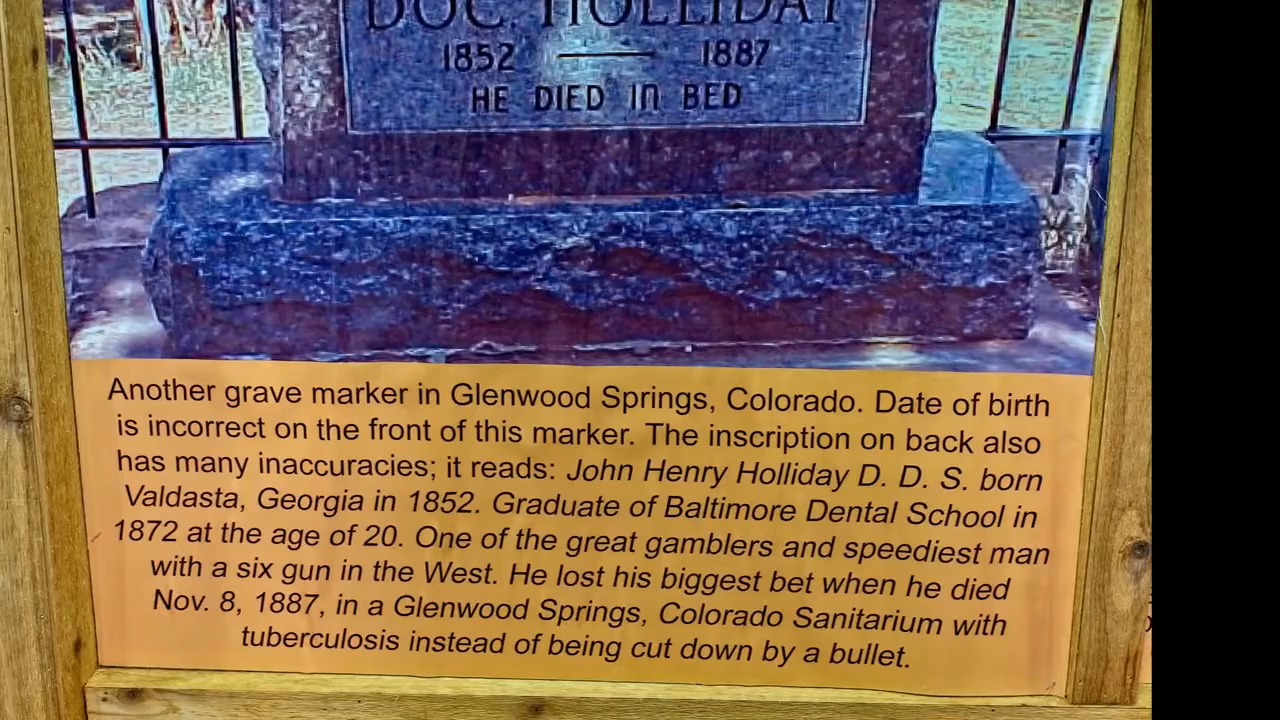 DOC HOLLIDAY
1852 — 1887
HE DIED IN BED
Another grave marker in Glenwood Springs, Colorado. Date of birth
is incorrect on the front of this marker. The inscription on back also
has many inaccuracies; it reads: John Henry Holliday D. D. S. born
Valdasta, Georgia in 1852. Graduate of Baltimore Dental School in
1872 at the age of 20. One of the great gamblers and speediest man
with a six gun in the West. He lost his biggest bet when he died
Nov. 8, 1887, in a Glenwood Springs, Colorado Sanitarium with
tuberculosis instead of being cut down by a bullet.